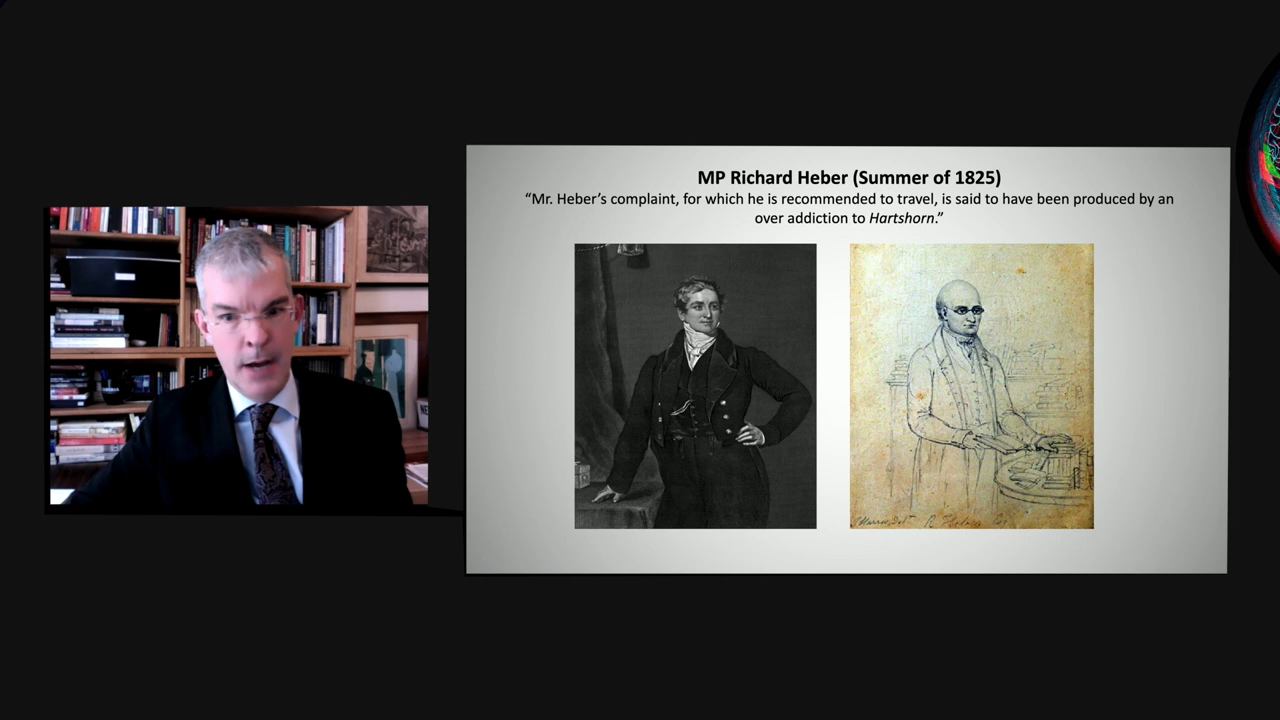 MP Richard Heber (Summer of 1825)
“Mr. Heber’s complaint, for which he is recommended to travel, is said to have been produced by an
over addiction to Hartshorn.”